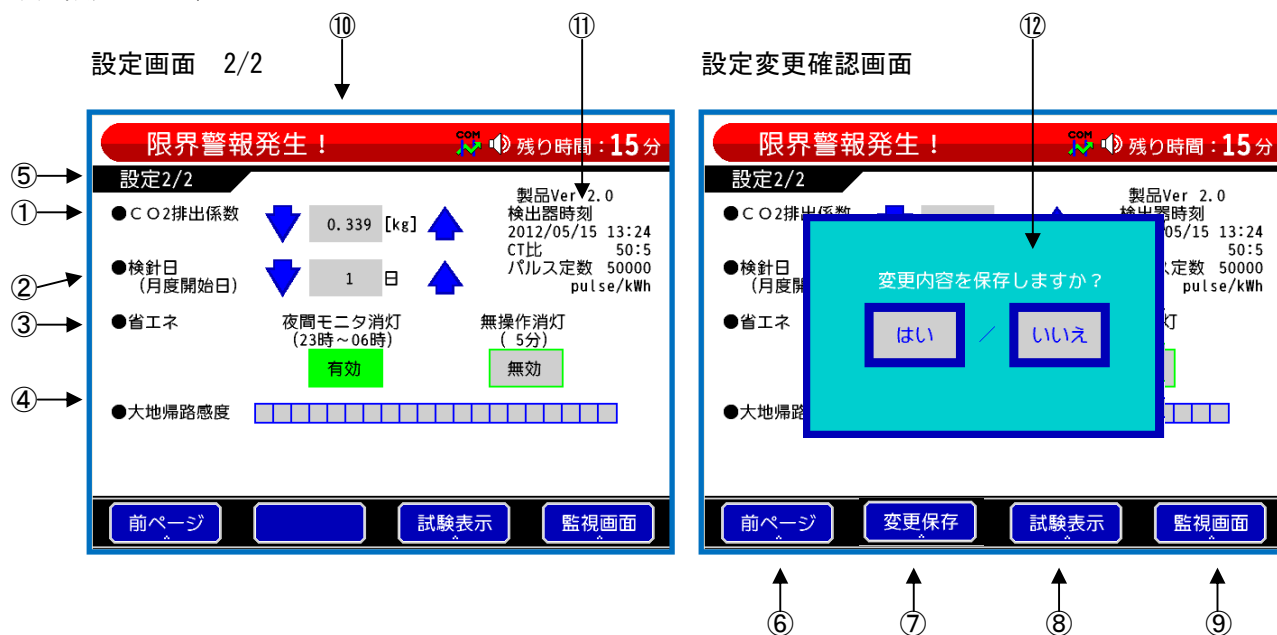 ⑩ ⑪ ⑫
設定画面 2/2
設定変更確認画面
限界警報発生！ COM 残り時間：15分
⑤ 設定2/2
製品Ver 2.0
① ●ＣＯ2排出係数 0.339 [kg]
検出器時刻
2012/05/15 13:24
CT比 50:5
パルス定数 50000
pulse/kWh
② ●検針日
(月度開始日)
1 日
③ ●省エネ 夜間モニタ消灯 無操作消灯
(23時～06時) ( 5分)
有効 無効
④ ●大地帰路感度
前ページ 試験表示 監視画面
限界警報発生！ COM 残り時間：15分
設定2/2
製品Ver 2.0
●ＣＯ2排出係数
器時刻
05/15 13:24
50:5
ス定数 50000
pulse/kWh
●検針日
(月度開
●省エネ 灯
●大地帰路
変更内容を保存しますか？
はい ／ いいえ
前ページ 変更保存 試験表示 監視画面
⑥ ⑦ ⑧ ⑨